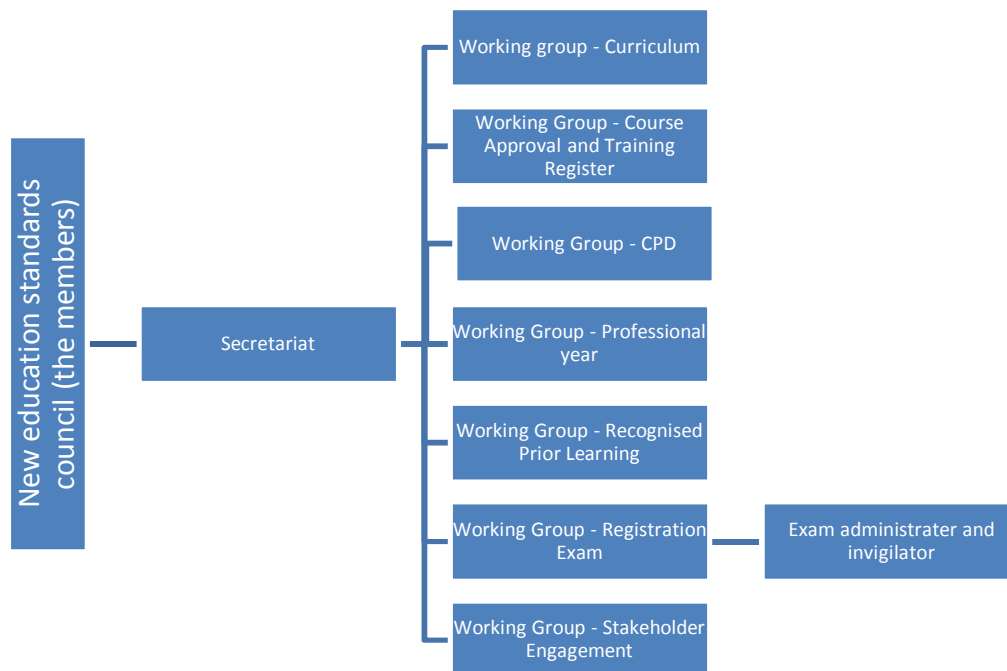 New education standards
council (the members)
Secretariat
Working group - Curriculum
Working Group - Course
Approval and Training
Register
Working Group - CPD
Working Group - Professional
year
Working Group - Recognised
Prior Learning
Working Group - Registration
Exam
Exam administrater and
invigilator
Working Group - Stakeholder
Engagement